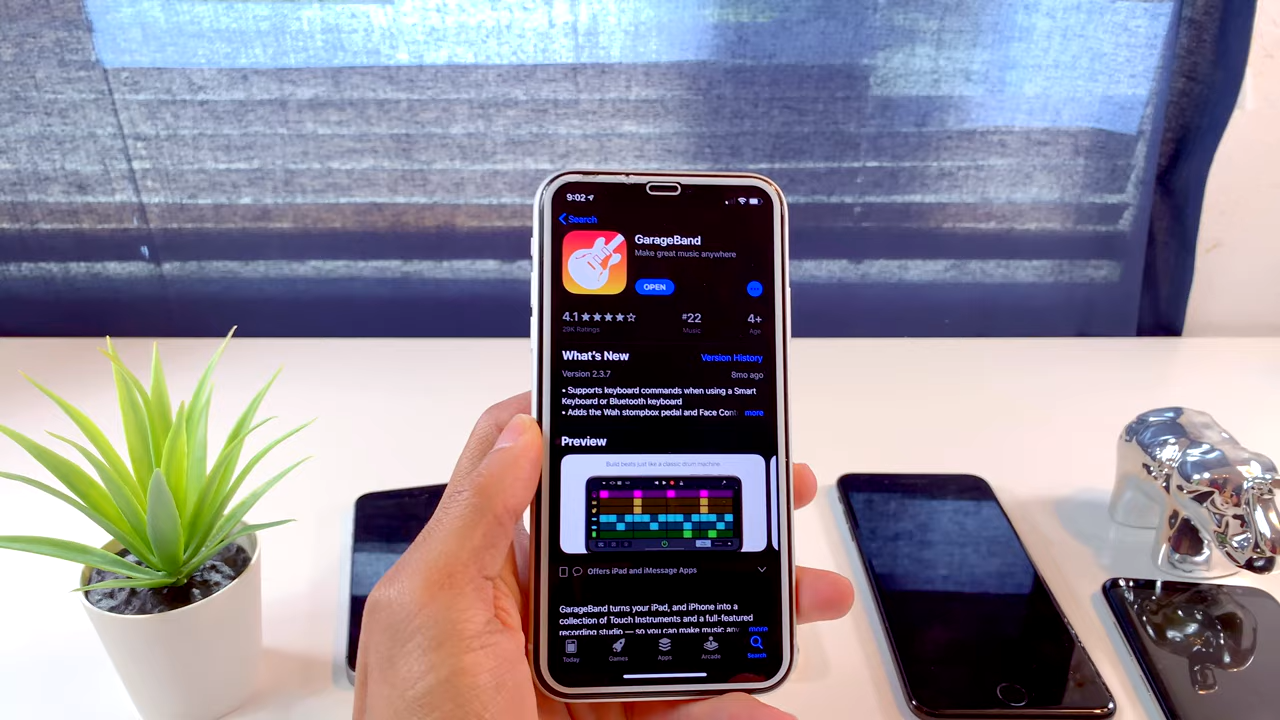 9:02
Search
GarageBand
Make great music anywhere
OPEN
4.1 ★★★★☆ #22 4+
29K Ratings Music Age
What's New Version History
Version 2.3.7 8mo ago
• Supports keyboard commands when using a Smart
Keyboard or Bluetooth keyboard
• Adds the Wah stompbox pedal and Face Cont more
Preview
Build beats just like a classic drum machine
Offers iPad and iMessage Apps
GarageBand turns your iPad, and iPhone into a
collection of Touch Instruments and a full-featured
recording studio — so you can make music any more
Today Games Apps Arcade Search